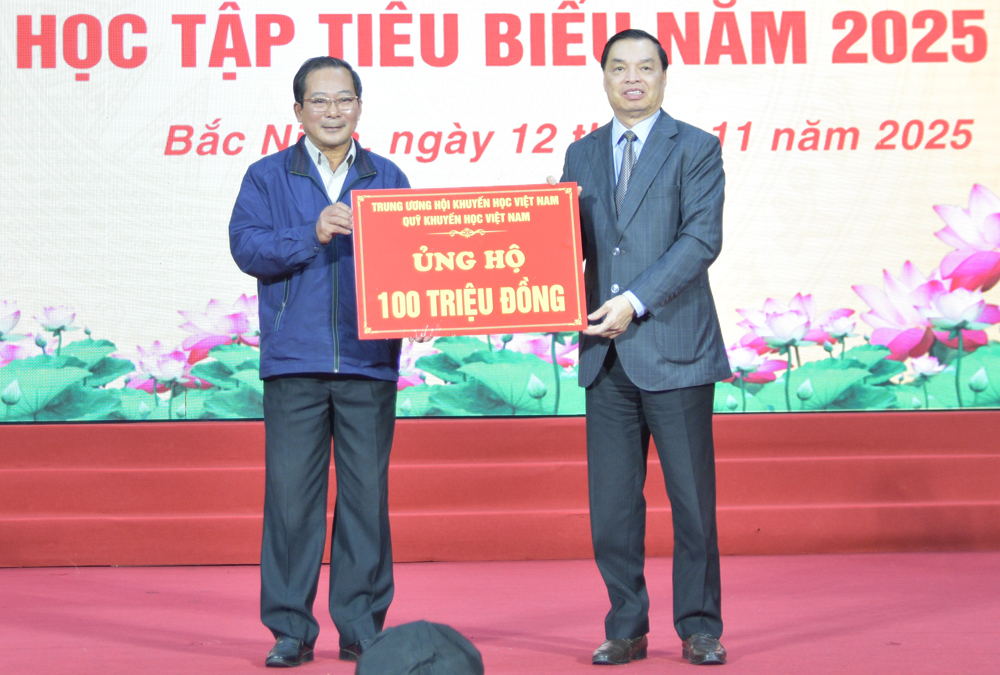 HỌC TẬP TIÊU BIỂU NĂM 2025
Bắc ngày 12 11 năm 2025
TRUNG ƯƠNG HỘI KHUYẾN HỌC VIỆT NAM
QUỸ KHUYẾN HỌC VIỆT NAM
ỦNG HỘ
100 TRIỆU ĐỒNG